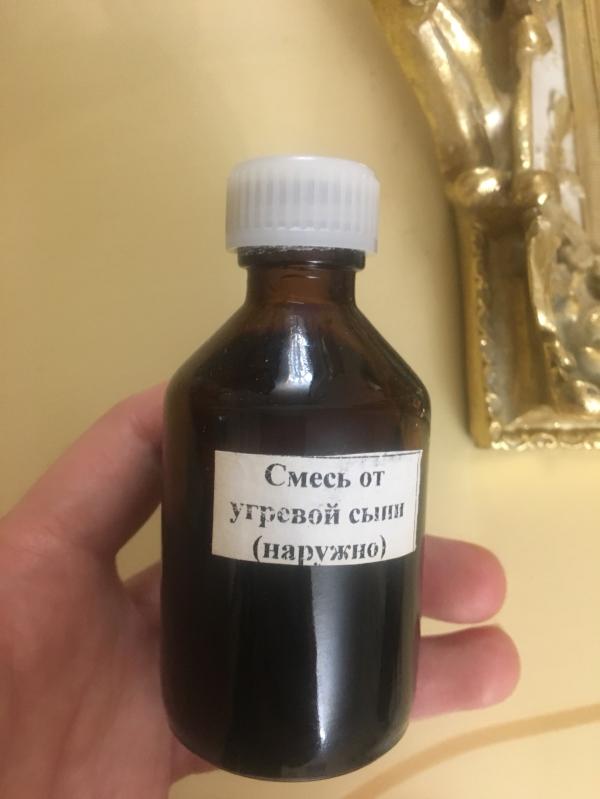 Смесь от
угревой сыпи
(наружно)